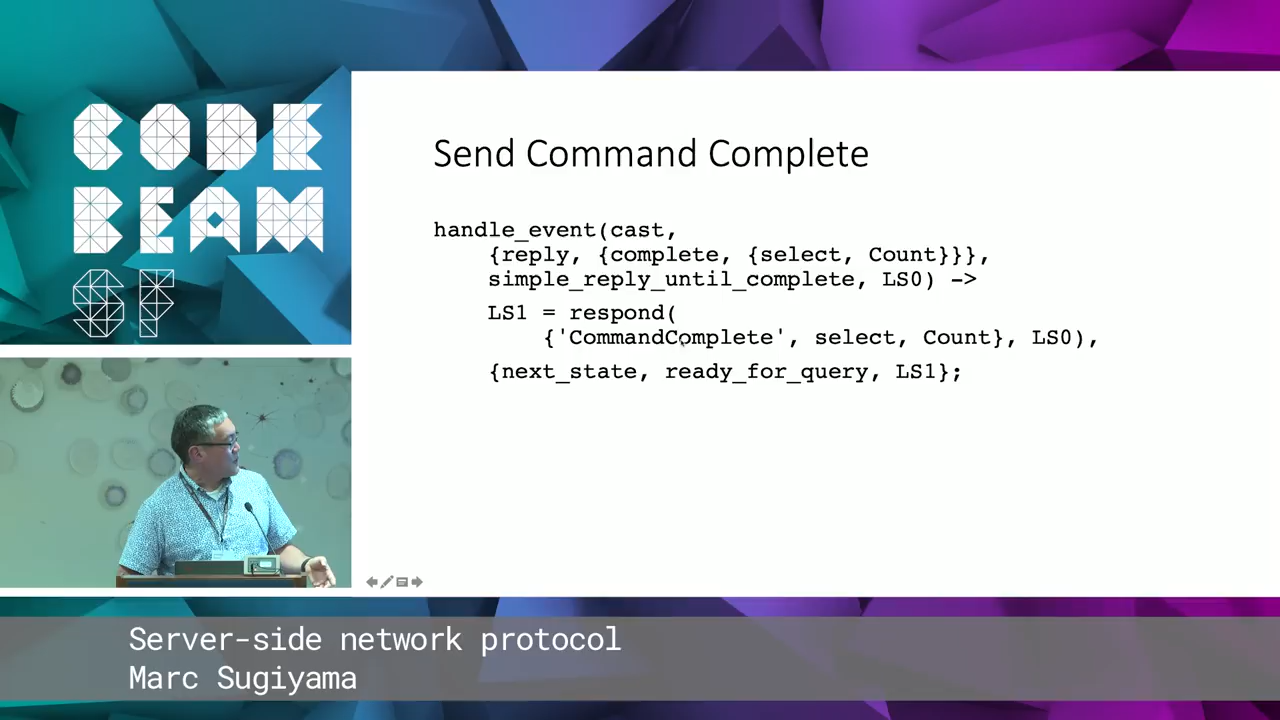 CODE
BEAM
SF
Send Command Complete
handle_event(cast,
{reply, {complete, {select, Count}}},
simple_reply_until_complete, LS0) ->
LS1 = respond(
{'CommandComplete', select, Count}, LS0),
{next_state, ready_for_query, LS1};
Server-side network protocol
Marc Sugiyama